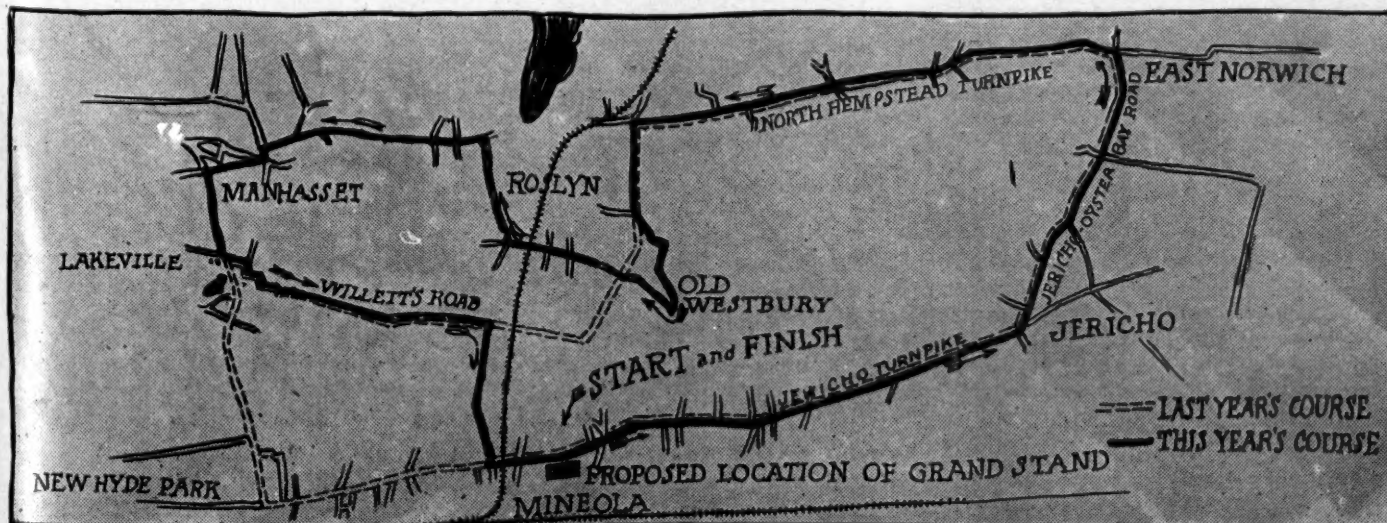 EAST NORWICH
NORTH HEMPSTEAD TURNPIKE
JERICHO-OYSTER BAY ROAD
ROSLYN
MANHASSET
LAKEVILLE
WILLETT'S ROAD
OLD
WESTBURY
START and FINISH
JERICHO
JERICHO TURNPIKE
LAST YEAR'S COURSE
THIS YEAR'S COURSE
PROPOSED LOCATION OF GRAND STAND
NEW HYDE PARK
MINEOLA